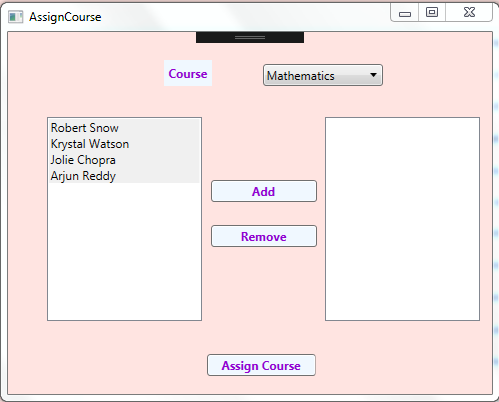 AssignCourse
Course
Mathematics
Robert Snow
Krystal Watson
Jolie Chopra
Arjun Reddy
Add
Remove
Assign Course